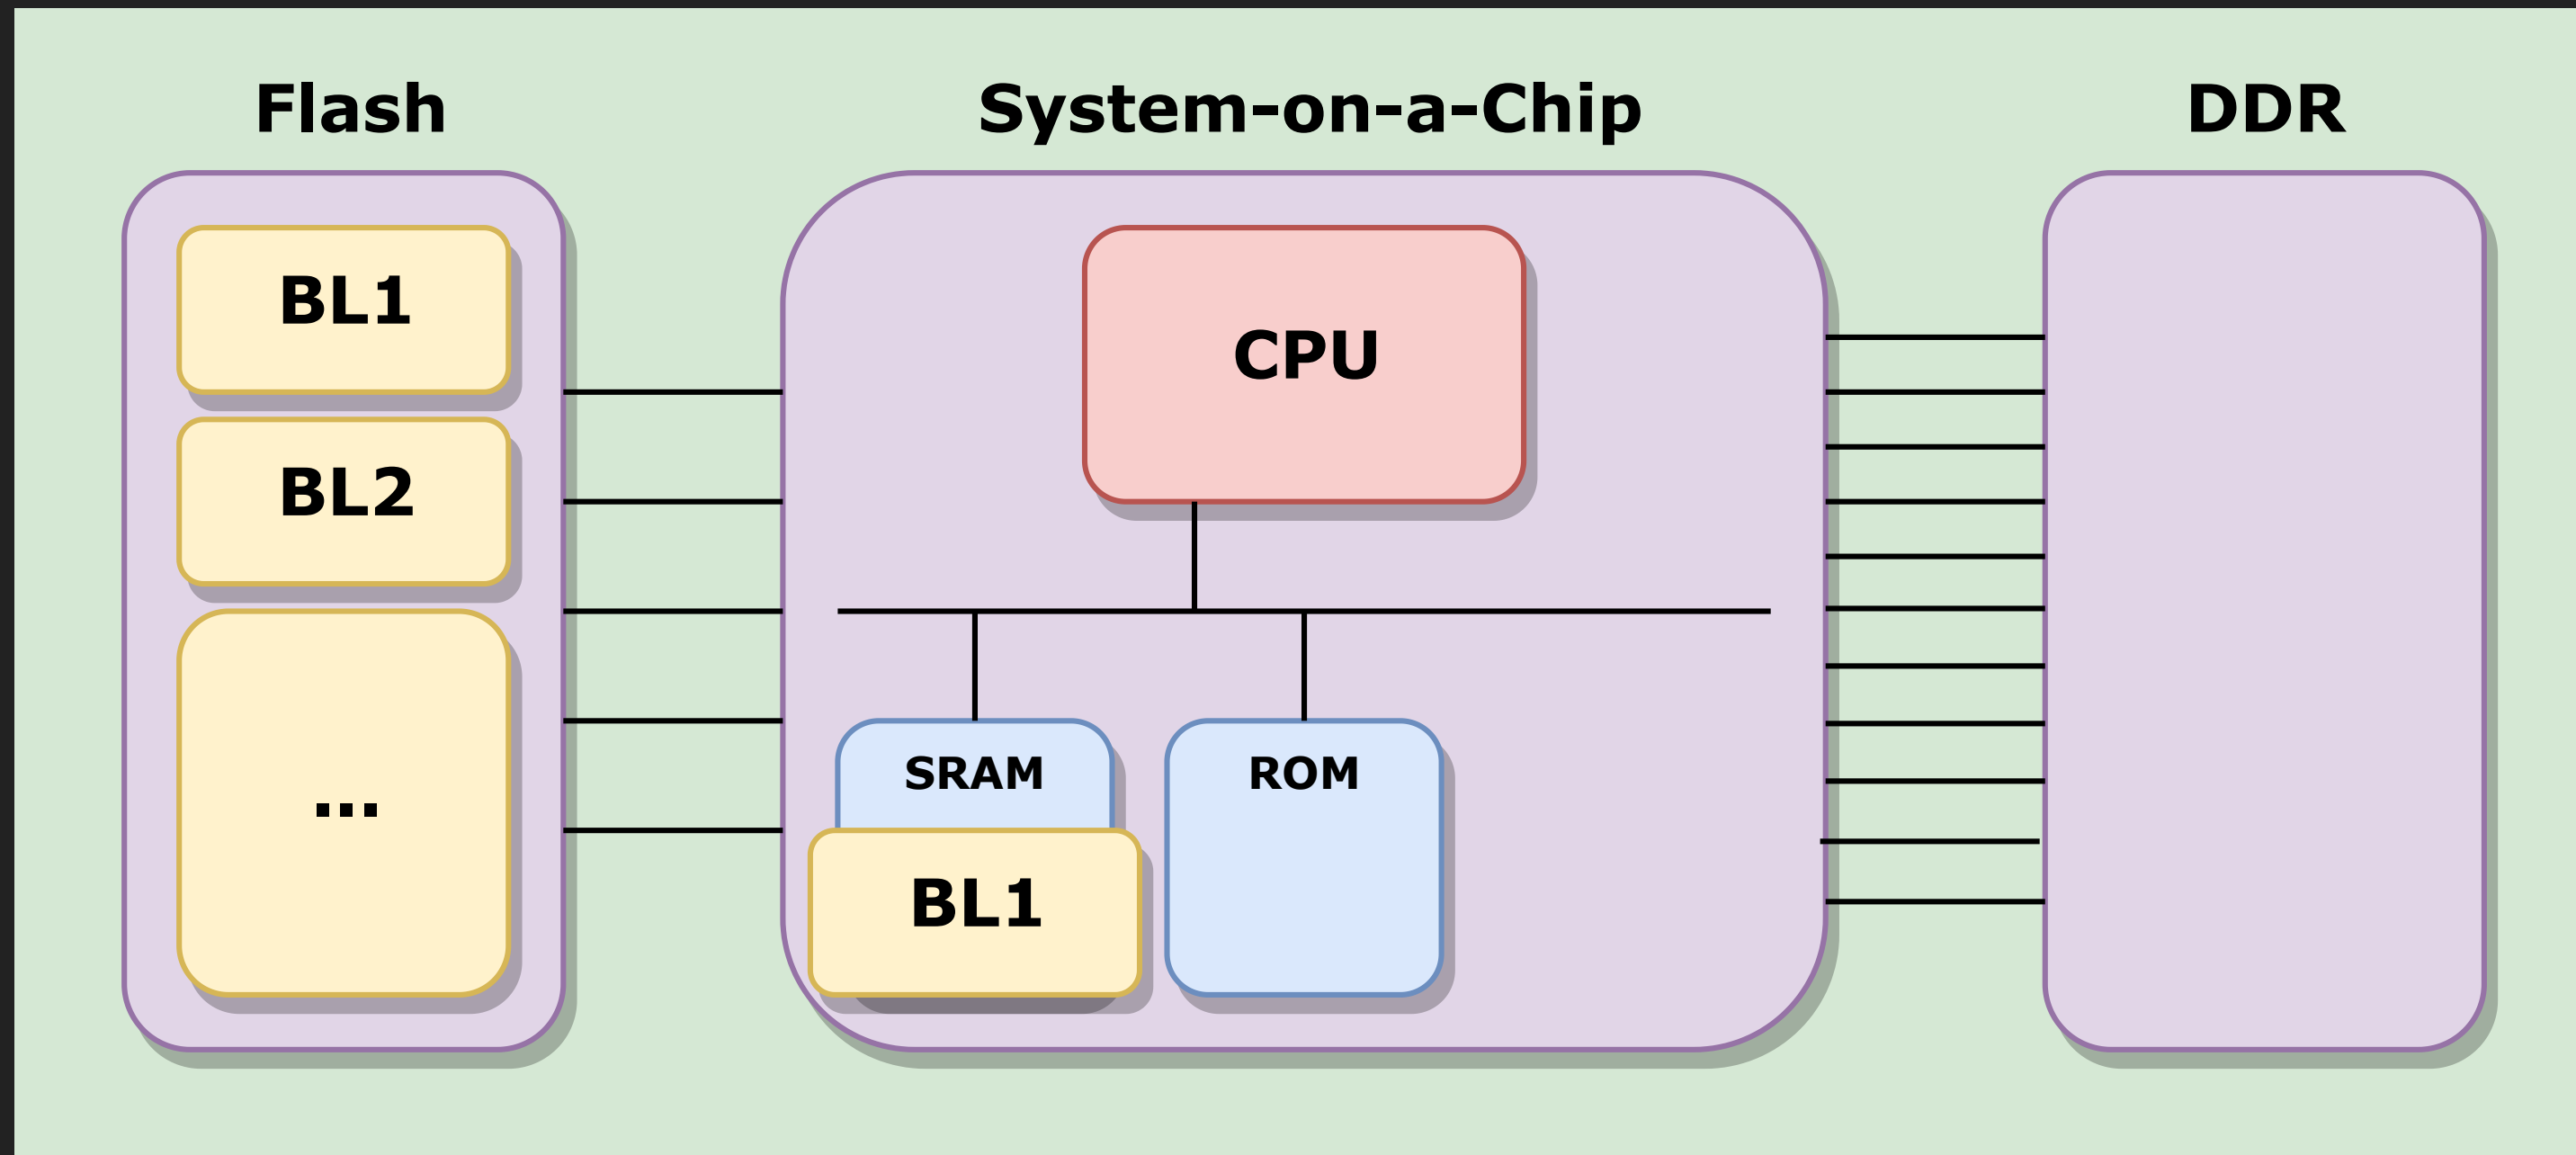 Flash
System-on-a-Chip
DDR
BL1
BL2
...
CPU
SRAM
ROM
BL1